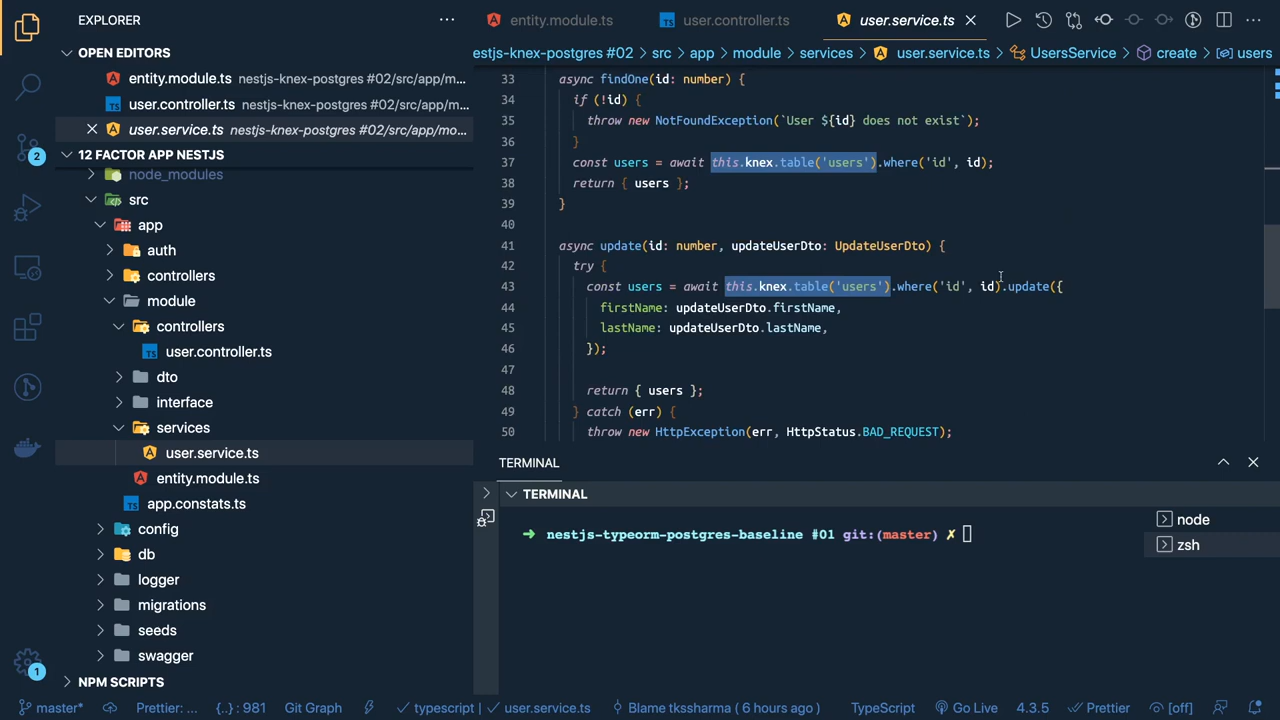 EXPLORER
entity.module.ts
TS user.controller.ts
user.service.ts
OPEN EDITORS
estjs-knex-postgres #02 > src > app > module > services > user.service.ts > UsersService > create > users
entity.module.ts nestjs-knex-postgres #02/src/app/m...
TS user.controller.ts nestjs-knex-postgres #02/src/app/m...
user.service.ts nestjs-knex-postgres #02/src/app/mo...
12 FACTOR APP NESTJS
node_modules
src
app
auth
controllers
module
controllers
TS user.controller.ts
dto
interface
services
user.service.ts
entity.module.ts
TS app.constats.ts
config
db
logger
migrations
seeds
swagger
NPM SCRIPTS
2
1
33 async findOne(id: number) {
34 if (!id) {
35 throw new NotFoundException(`User ${id} does not exist`);
36 }
37 const users = await this.knex.table('users').where('id', id);
38 return { users };
39 }
40
41 async update(id: number, updateUserDto: UpdateUserDto) {
42 try {
43 const users = await this.knex.table('users').where('id', id).update({
44 firstName: updateUserDto.firstName,
45 lastName: updateUserDto.lastName,
46 });
47
48 return { users };
49 } catch (err) {
50 throw new HttpException(err, HttpStatus.BAD_REQUEST);
TERMINAL
TERMINAL
➜ nestjs-typeorm-postgres-baseline #01 git:(master) ✗
node
zsh
master* Prettier: ... {..} : 981 Git Graph ✓ typescript | ✓ user.service.ts Blame tkssharma ( 6 hours ago ) TypeScript Go Live 4.3.5 Prettier [off]